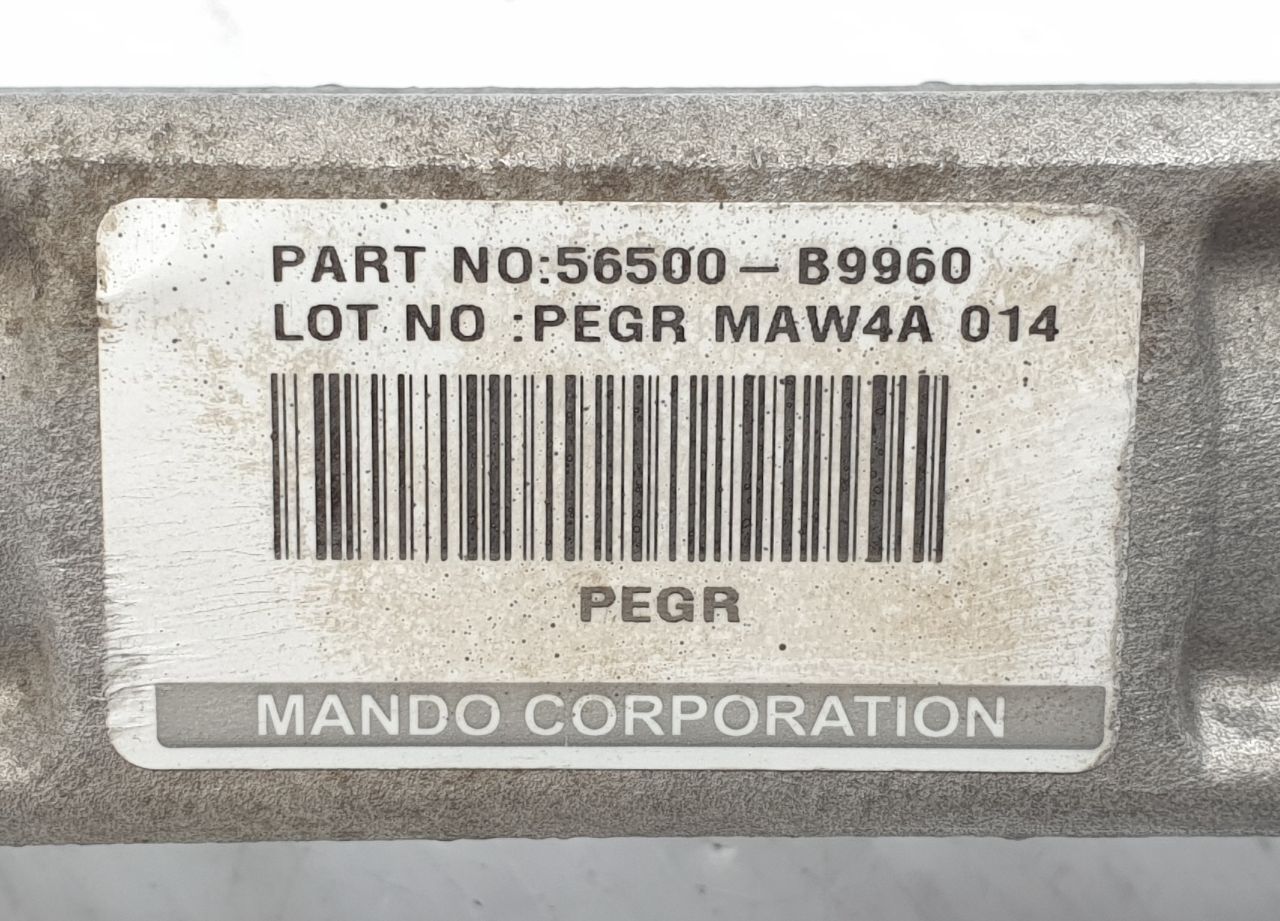 PART NO:56500-B9960
LOT NO :PEGR MAW4A 014
PEGR
MANDO CORPORATION